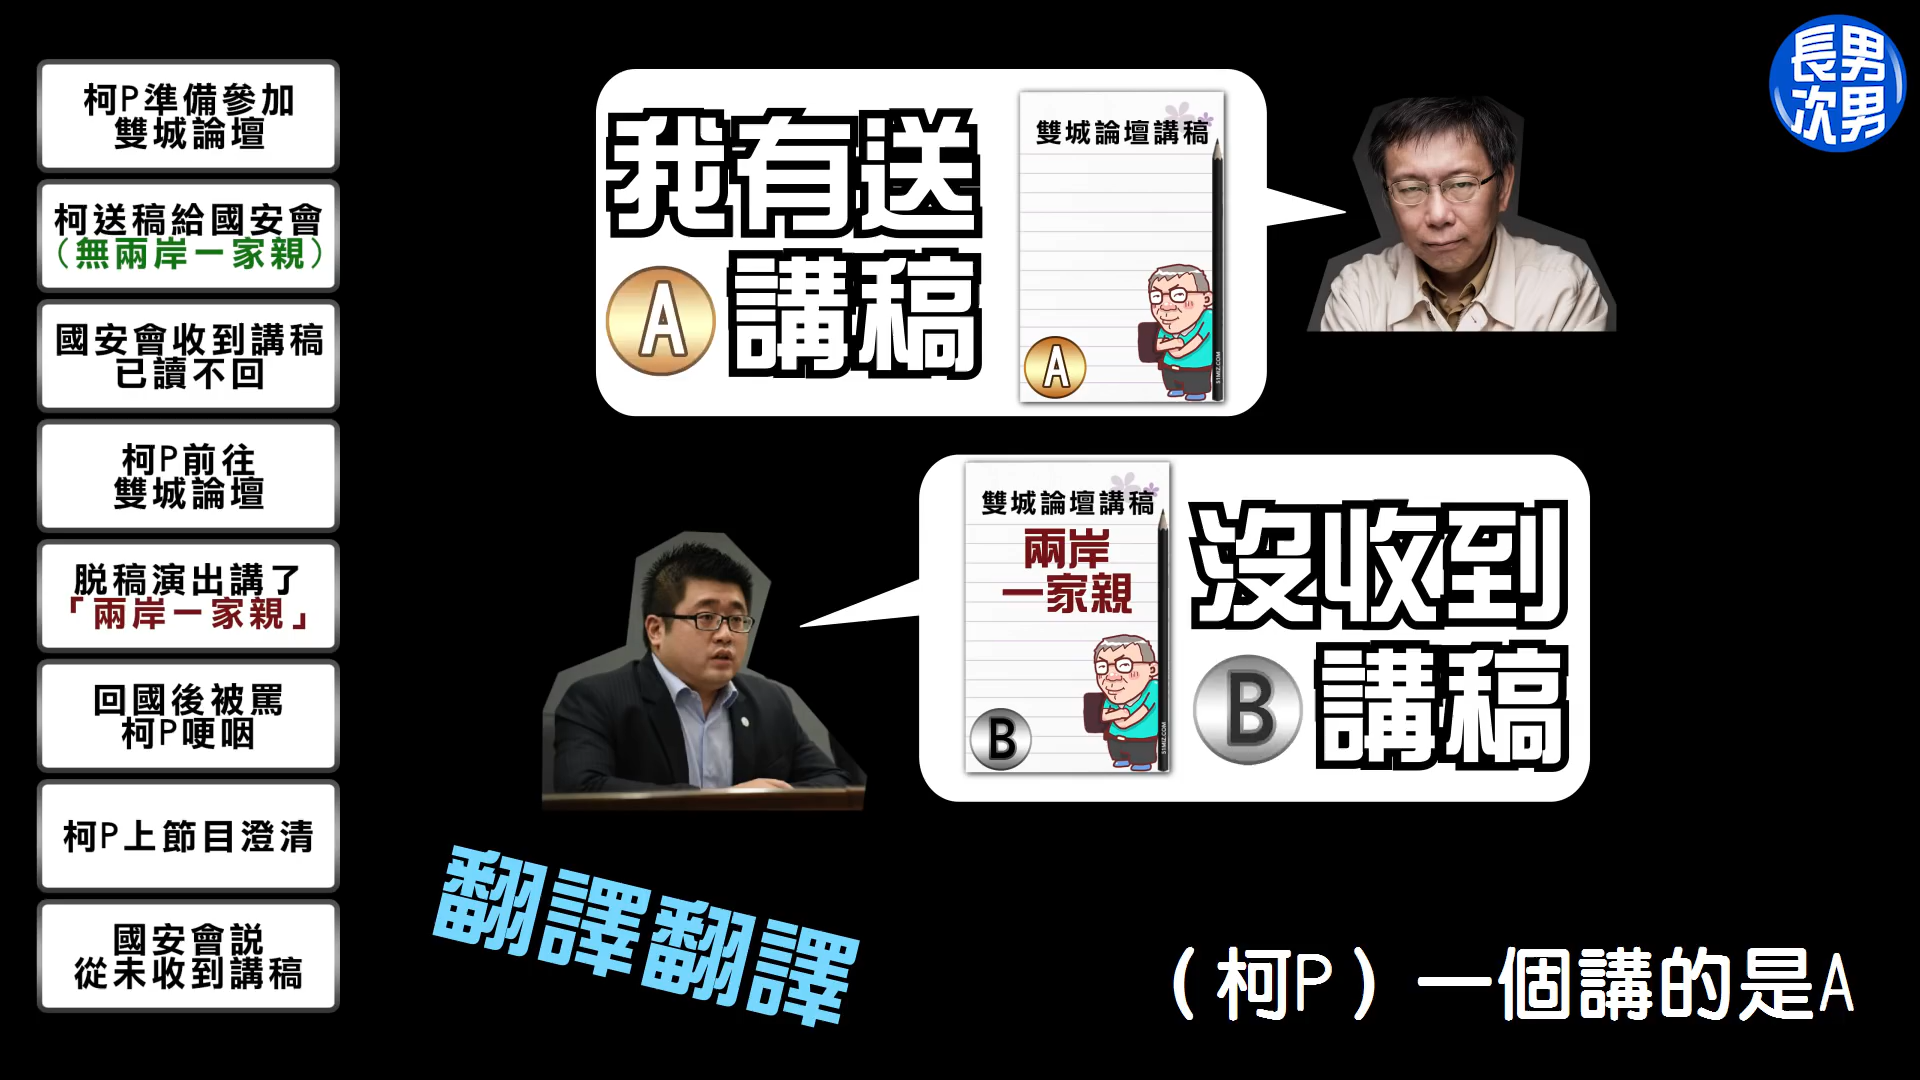 柯P準備參加
雙城論壇
柯送稿給國安會
（無兩岸一家親）
國安會收到講稿
已讀不回
柯P前往
雙城論壇
脫稿演出講了
「兩岸一家親」
回國後被罵
柯P哽咽
柯P上節目澄清
國安會說
從未收到講稿
我有送
A 講稿
雙城論壇講稿
A
51MIZ.COM
長男
次男
雙城論壇講稿
兩岸
一家親
B
51MIZ.COM
沒收到
B 講稿
翻譯翻譯
（柯P）一個講的是A